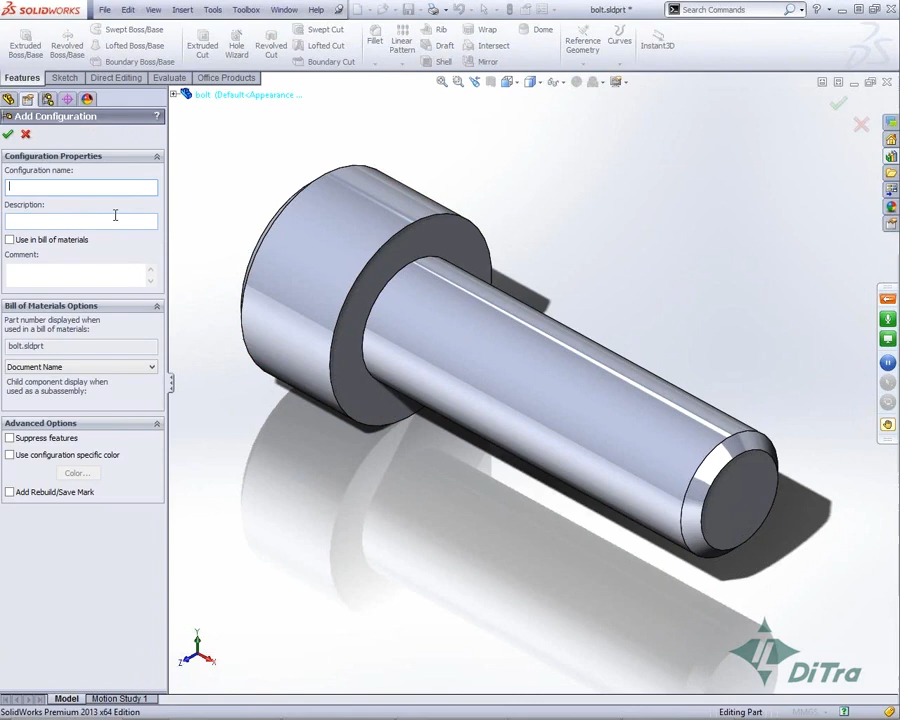 SOLIDWORKS File Edit View Insert Tools Toolbox Window Help bolt.sldprt * Search Commands
Extruded Boss/Base
Revolved Boss/Base
Swept Boss/Base
Lofted Boss/Base
Boundary Boss/Base
Extruded Cut
Hole Wizard
Revolved Cut
Swept Cut
Lofted Cut
Boundary Cut
Fillet
Linear Pattern
Rib
Draft
Shell
Wrap
Intersect
Mirror
Dome
Reference Geometry
Curves
Instant3D
Features Sketch Direct Editing Evaluate Office Products
bolt (Default<Appearance ...
Add Configuration ?
Configuration Properties
Configuration name:
Description:
Use in bill of materials
Comment:
Bill of Materials Options
Part number displayed when
used in a bill of materials:
bolt.sldprt
Document Name
Child component display when
used as a subassembly:
Advanced Options
Suppress features
Use configuration specific color
Color...
Add Rebuild/Save Mark
Y
Z X
DiTra
Model Motion Study 1
SolidWorks Premium 2013 x64 Edition Editing Part MMGS